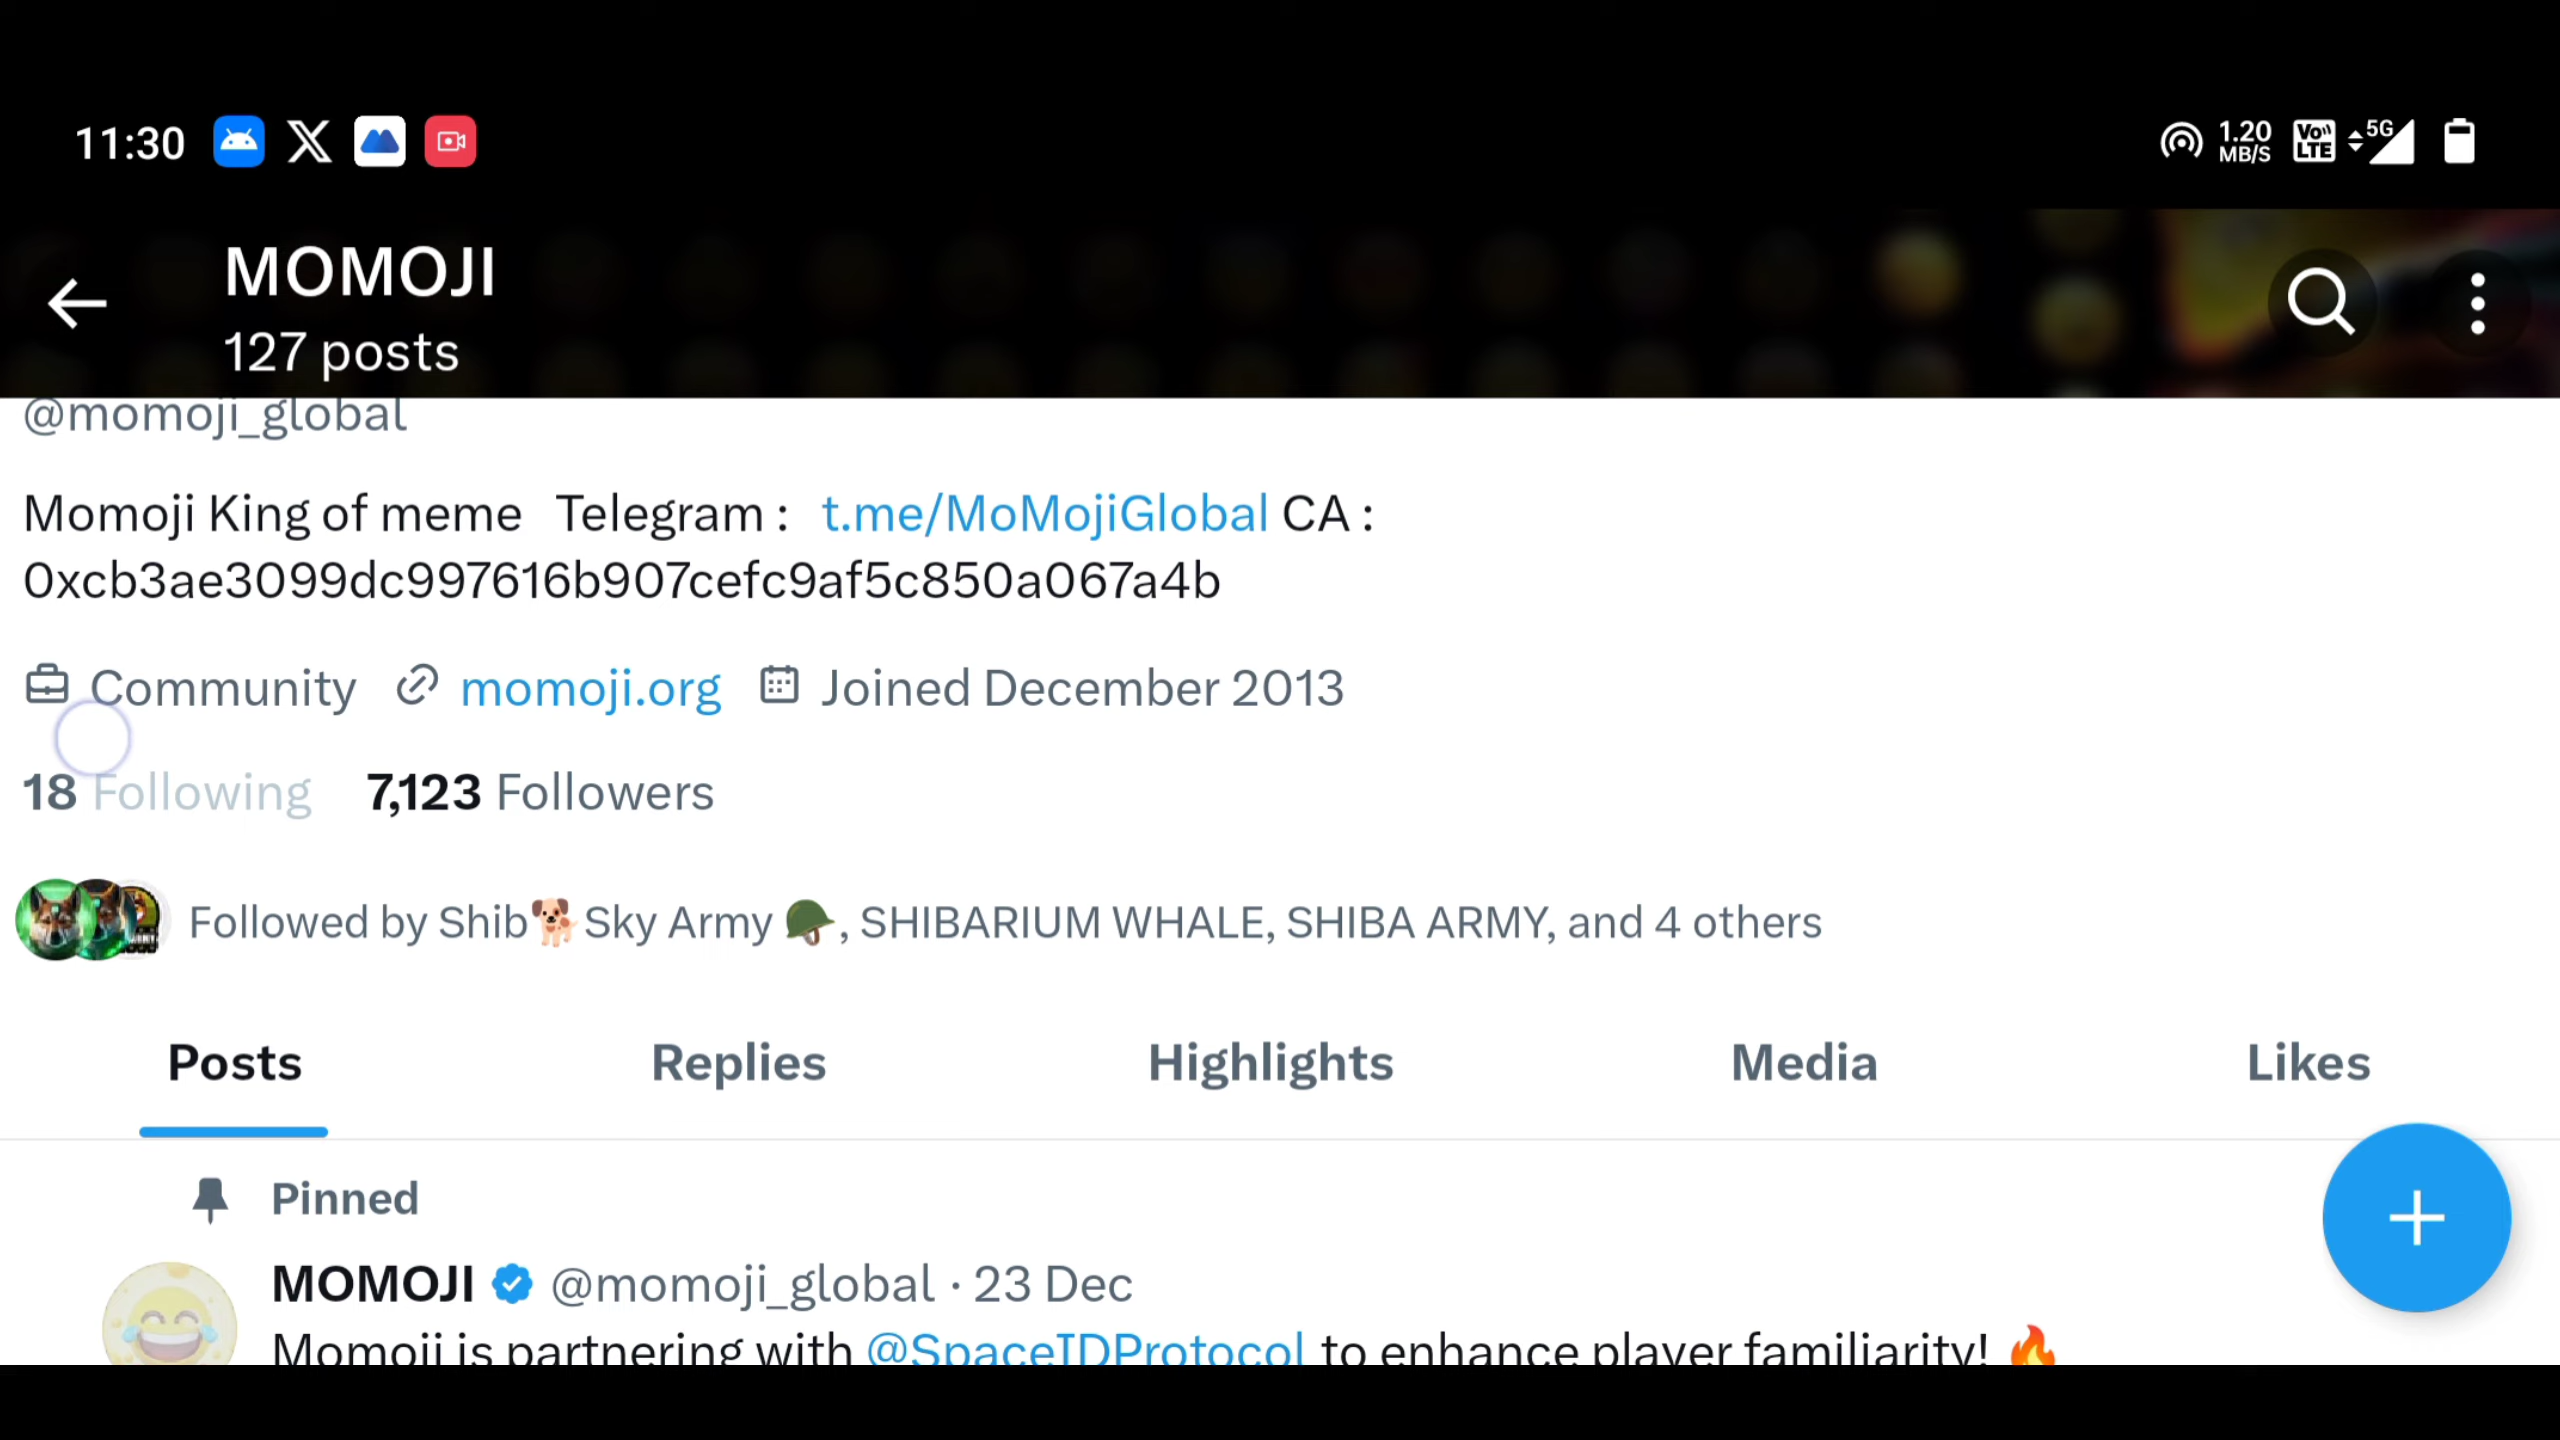 11:30
1.20
MB/S
Vo
LTE
5G
MOMOJI
127 posts
@momoji_global
Momoji King of meme Telegram : t.me/MoMojiGlobal CA :
0xcb3ae3099dc997616b907cefc9af5c850a067a4b
Community momoji.org Joined December 2013
18 Following 7,123 Followers
Followed by Shib🐕Sky Army 🪖, SHIBARIUM WHALE, SHIBA ARMY, and 4 others
Posts Replies Highlights Media Likes
Pinned
MOMOJI @momoji_global · 23 Dec
Momoji is partnering with @SpaceIDProtocol to enhance player familiarity! 🔥